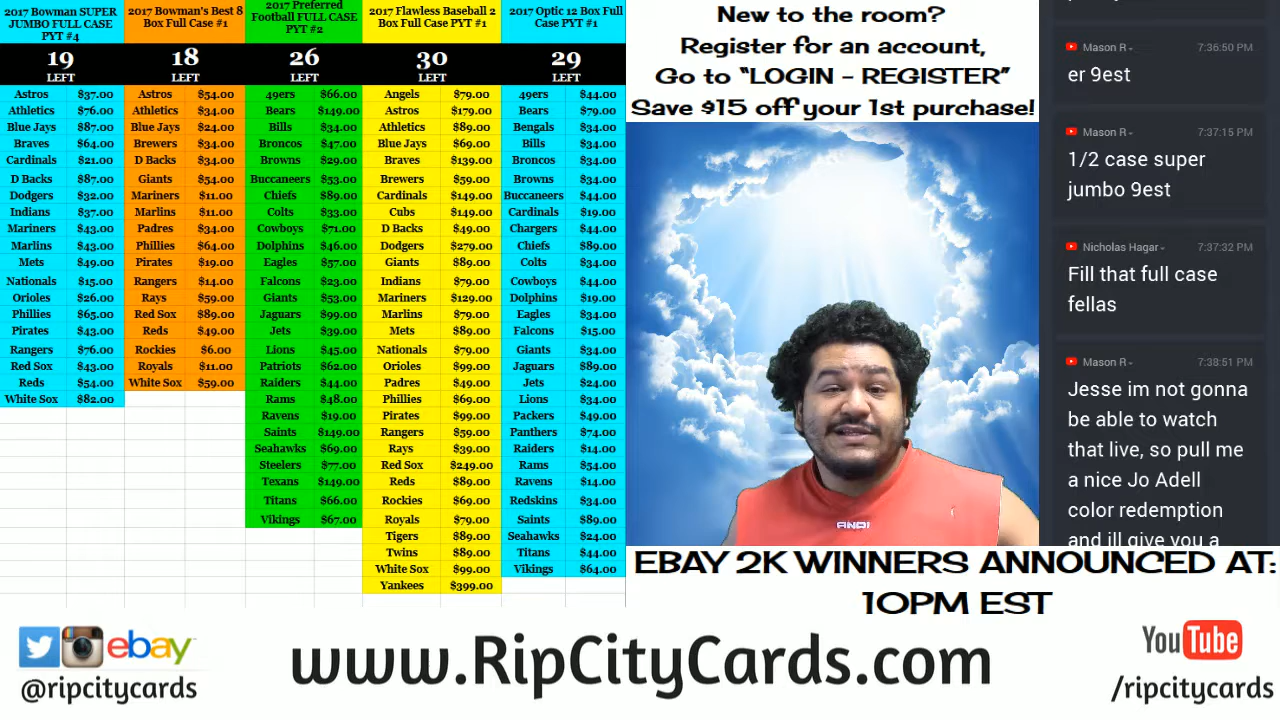 2017 Bowman SUPER
JUMBO FULL CASE
PYT #4
19
LEFT
Astros $37.00
Athletics $76.00
Blue Jays $87.00
Braves $64.00
Cardinals $21.00
D Backs $87.00
Dodgers $32.00
Indians $37.00
Mariners $43.00
Marlins $43.00
Mets $49.00
Nationals $15.00
Orioles $26.00
Phillies $65.00
Pirates $43.00
Rangers $76.00
Red Sox $43.00
Reds $54.00
White Sox $82.00
2017 Bowman's Best 8
Box Full Case #1
18
LEFT
Astros $54.00
Athletics $34.00
Blue Jays $24.00
Brewers $34.00
D Backs $34.00
Giants $54.00
Mariners $11.00
Marlins $11.00
Padres $34.00
Phillies $64.00
Pirates $19.00
Rangers $14.00
Rays $59.00
Red Sox $89.00
Reds $49.00
Rockies $6.00
Royals $11.00
White Sox $59.00
2017 Preferred
Football FULL CASE
PYT #2
26
LEFT
49ers $66.00
Bears $149.00
Bills $34.00
Broncos $47.00
Browns $29.00
Buccaneers $53.00
Chiefs $89.00
Colts $33.00
Cowboys $71.00
Dolphins $46.00
Eagles $57.00
Falcons $23.00
Giants $53.00
Jaguars $99.00
Jets $39.00
Lions $45.00
Patriots $62.00
Raiders $44.00
Rams $48.00
Ravens $19.00
Saints $149.00
Seahawks $69.00
Steelers $77.00
Texans $149.00
Titans $66.00
Vikings $67.00
2017 Flawless Baseball 2
Box Full Case PYT #1
30
LEFT
Angels $79.00
Astros $179.00
Athletics $89.00
Blue Jays $69.00
Braves $139.00
Brewers $59.00
Cardinals $149.00
Cubs $149.00
D Backs $49.00
Dodgers $279.00
Giants $89.00
Indians $79.00
Mariners $129.00
Marlins $79.00
Mets $89.00
Nationals $79.00
Orioles $99.00
Padres $49.00
Phillies $69.00
Pirates $99.00
Rangers $59.00
Rays $39.00
Red Sox $249.00
Reds $89.00
Rockies $69.00
Royals $79.00
Tigers $89.00
Twins $89.00
White Sox $99.00
Yankees $399.00
2017 Optic 12 Box Full
Case PYT #1
29
LEFT
49ers $44.00
Bears $79.00
Bengals $34.00
Bills $34.00
Broncos $34.00
Browns $34.00
Buccaneers $44.00
Cardinals $19.00
Chargers $44.00
Chiefs $89.00
Colts $34.00
Cowboys $44.00
Dolphins $19.00
Eagles $34.00
Falcons $15.00
Giants $34.00
Jaguars $89.00
Jets $24.00
Lions $34.00
Packers $49.00
Panthers $74.00
Raiders $14.00
Rams $54.00
Ravens $14.00
Redskins $34.00
Saints $89.00
Seahawks $24.00
Titans $44.00
Vikings $64.00
New to the room?
Register for an account,
Go to “LOGIN - REGISTER”
Save $15 off your 1st purchase!
AND1
Mason R 7:36:50 PM
er 9est
Mason R 7:37:15 PM
1/2 case super
jumbo 9est
Nicholas Hagar 7:37:32 PM
Fill that full case
fellas
Mason R 7:38:51 PM
Jesse im not gonna
be able to watch
that live, so pull me
a nice Jo Adell
color redemption
and ill give you a
EBAY 2K WINNERS ANNOUNCED AT:
10PM EST
ebay
@ripcitycards
www.RipCityCards.com
YouTube
/ripcitycards